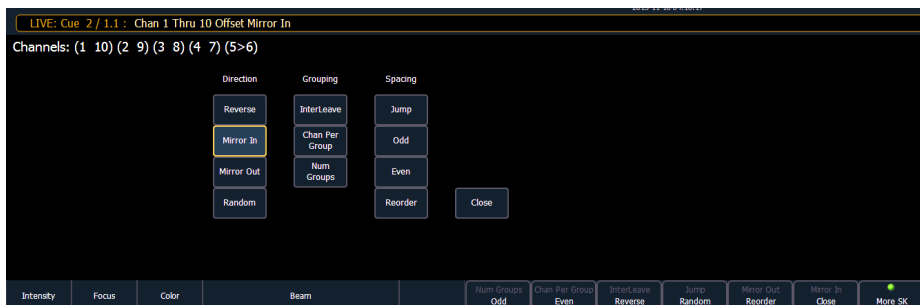 LIVE: Cue 2 / 1.1 : Chan 1 Thru 10 Offset Mirror In
Channels: (1 10) (2 9) (3 8) (4 7) (5>6)
Direction Grouping Spacing
Reverse InterLeave Jump
Mirror In Chan Per Group Odd
Mirror Out Num Groups Even
Random Reorder Close
Num Groups Chan Per Group InterLeave Jump Mirror Out Mirror In
Intensity Focus Color Beam Odd Even Reverse Random Reorder Close More SK